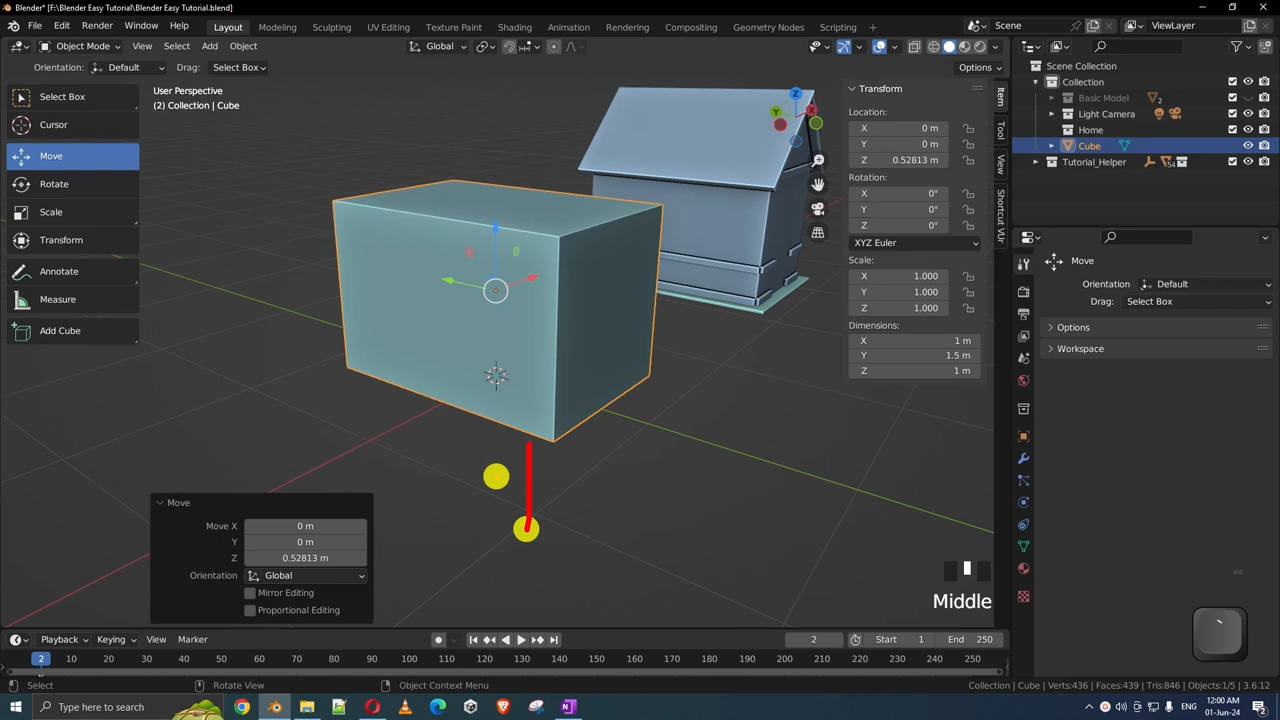 Blender* [F:\Blender Easy Tutorial\Blender Easy Tutorial.blend]
File Edit Render Window Help Layout Modeling Sculpting UV Editing Texture Paint Shading Animation Rendering Compositing Geometry Nodes Scripting Scene ViewLayer
Object Mode View Select Add Object Global
Orientation: Default Drag: Select Box Options
User Perspective
(2) Collection | Cube
Select Box
Cursor
Move
Rotate
Scale
Transform
Annotate
Measure
Add Cube
Z
Y
X
Transform
Location:
X 0 m
Y 0 m
Z 0.52813 m
Rotation:
X 0°
Y 0°
Z 0°
XYZ Euler
Scale:
X 1.000
Y 1.000
Z 1.000
Dimensions:
X 1 m
Y 1.5 m
Z 1 m
Item
Tool
View
Shortcut VUr
Scene Collection
Collection
Basic Model 2
Light Camera
Home
Cube
Tutorial_Helper 54
Move
Orientation Default
Drag: Select Box
Options
Workspace
Move
Move X 0 m
Y 0 m
Z 0.52813 m
Orientation Global
Mirror Editing
Proportional Editing
Middle
Playback Keying View Marker 2 Start 1 End 250
2 10 20 30 40 50 60 70 80 90 100 110 120 130 140 150 160 170 180 190 200 210 220 230 240 250
Select Rotate View Object Context Menu Collection | Cube | Verts:436 | Faces:439 | Tris:846 | Objects:1/5 | 3.6.12
Type here to search ENG 12:00 AM
01-Jun-24